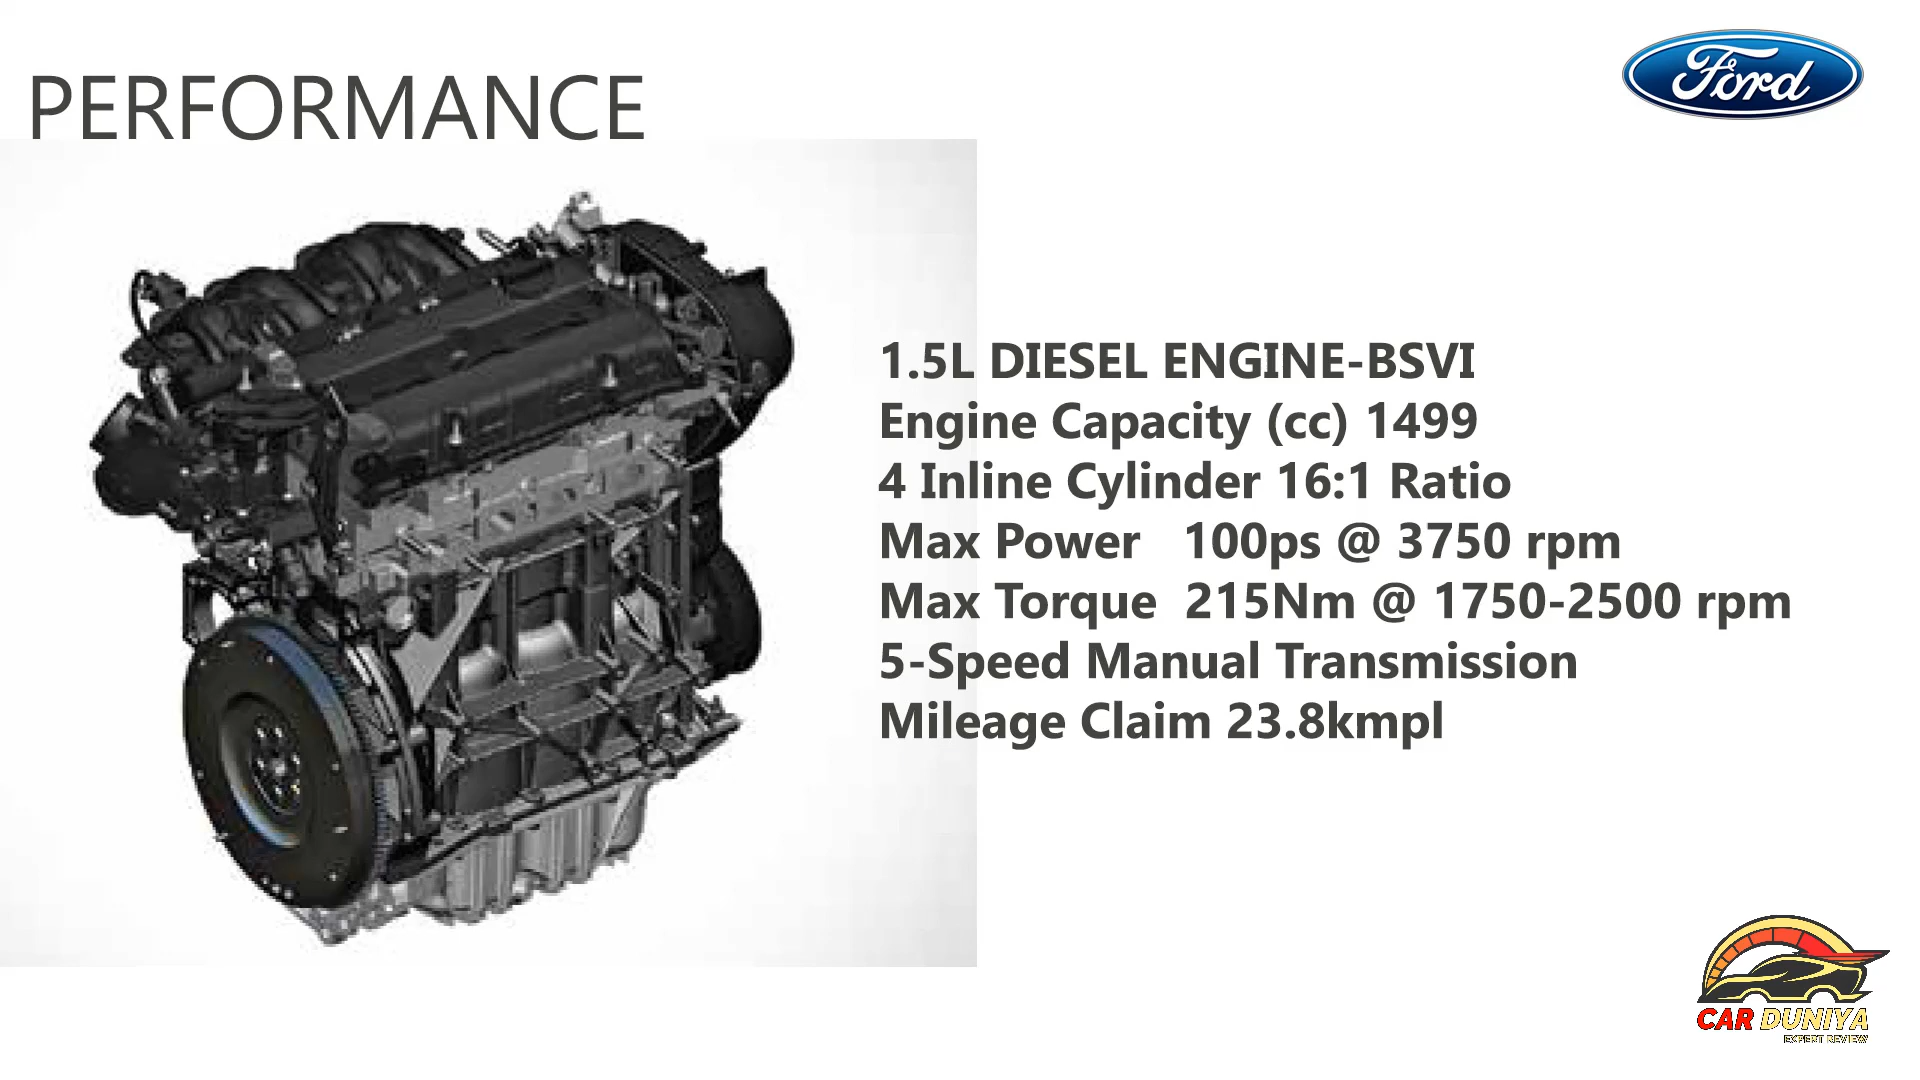 PERFORMANCE
Ford
1.5L DIESEL ENGINE-BSVI
Engine Capacity (cc) 1499
4 Inline Cylinder 16:1 Ratio
Max Power 100ps @ 3750 rpm
Max Torque 215Nm @ 1750-2500 rpm
5-Speed Manual Transmission
Mileage Claim 23.8kmpl
CAR DUNIYA
EXPERT REVIEW